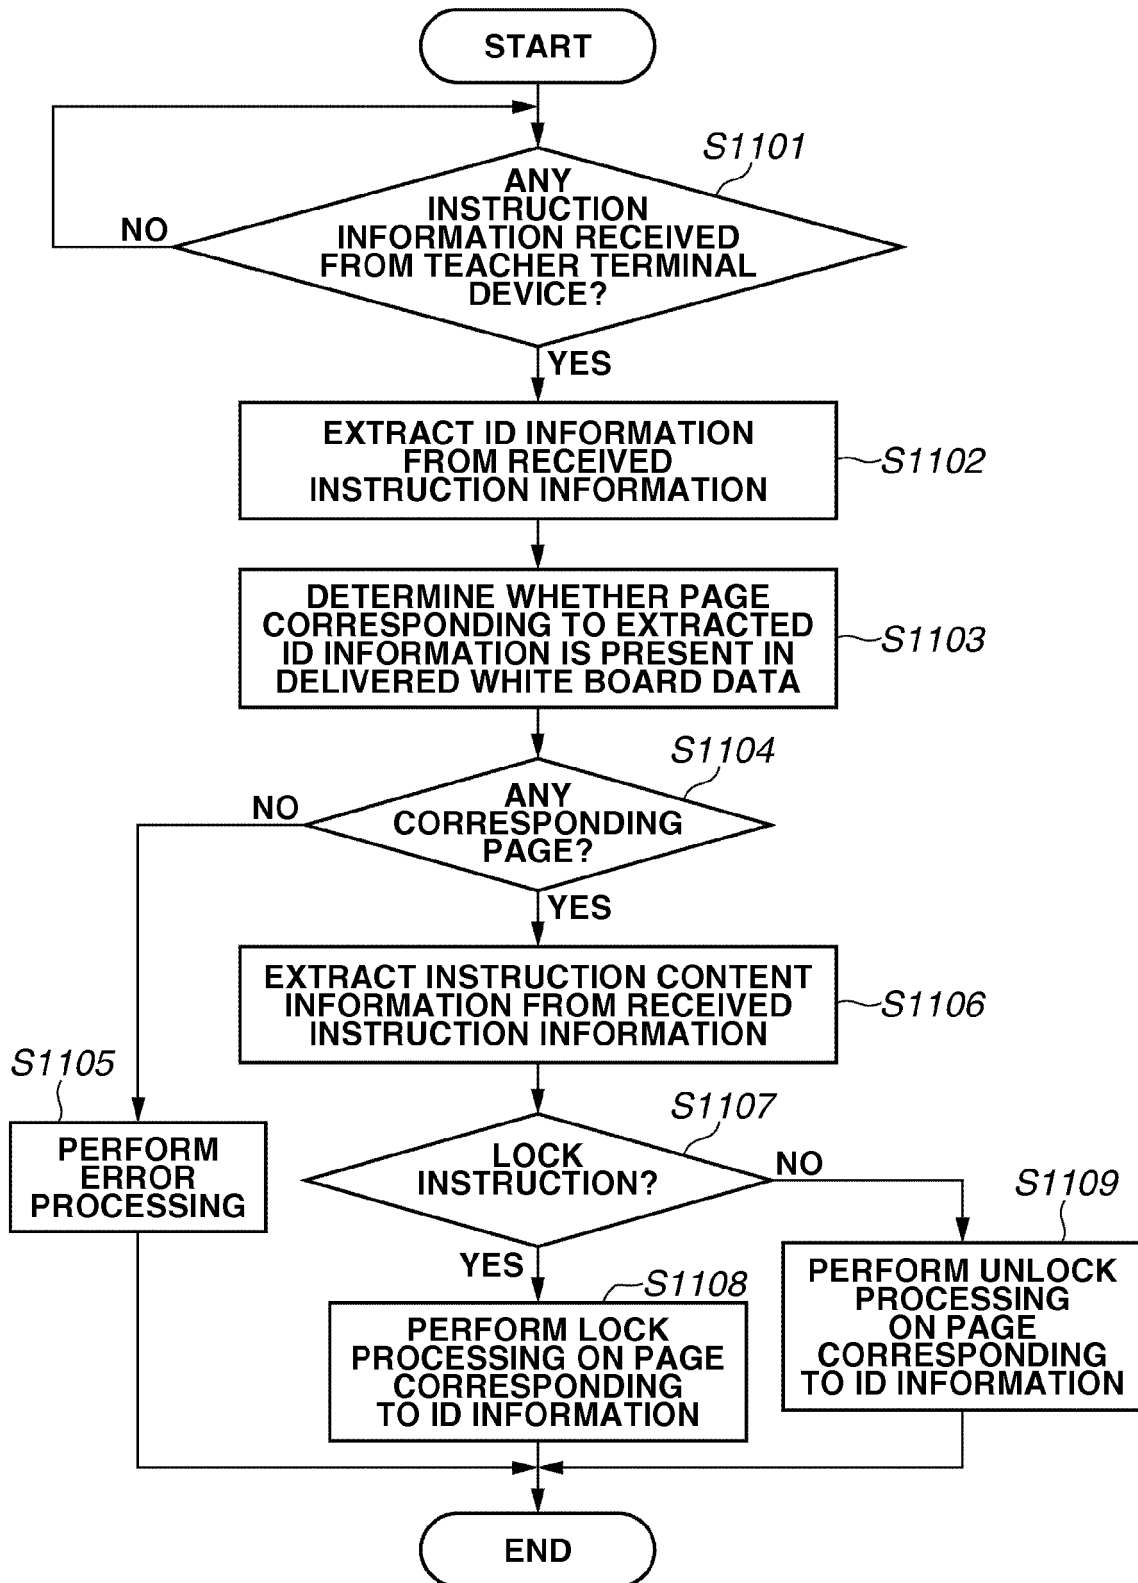 START
S1101
ANY
INSTRUCTION
INFORMATION RECEIVED
FROM TEACHER TERMINAL
DEVICE?
NO
YES
EXTRACT ID INFORMATION
FROM RECEIVED
INSTRUCTION INFORMATION
S1102
DETERMINE WHETHER PAGE
CORRESPONDING TO EXTRACTED
ID INFORMATION IS PRESENT IN
DELIVERED WHITE BOARD DATA
S1103
S1104
ANY
CORRESPONDING
PAGE?
NO
YES
EXTRACT INSTRUCTION CONTENT
INFORMATION FROM RECEIVED
INSTRUCTION INFORMATION
S1106
S1105
PERFORM
ERROR
PROCESSING
S1107
LOCK
INSTRUCTION?
NO
YES
S1109
PERFORM UNLOCK
PROCESSING
ON PAGE
CORRESPONDING
TO ID INFORMATION
S1108
PERFORM LOCK
PROCESSING ON PAGE
CORRESPONDING
TO ID INFORMATION
END